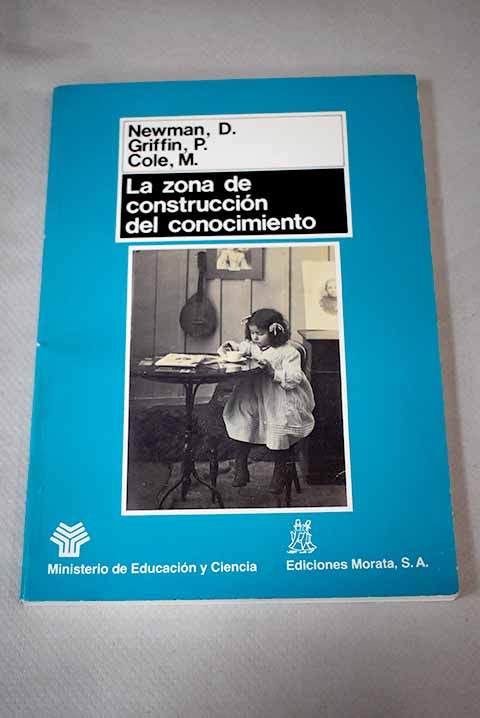 Newman, D.
Griffin, P.
Cole, M.
La zona de
construcción
del conocimiento
Ministerio de Educación y Ciencia
Ediciones Morata, S. A.